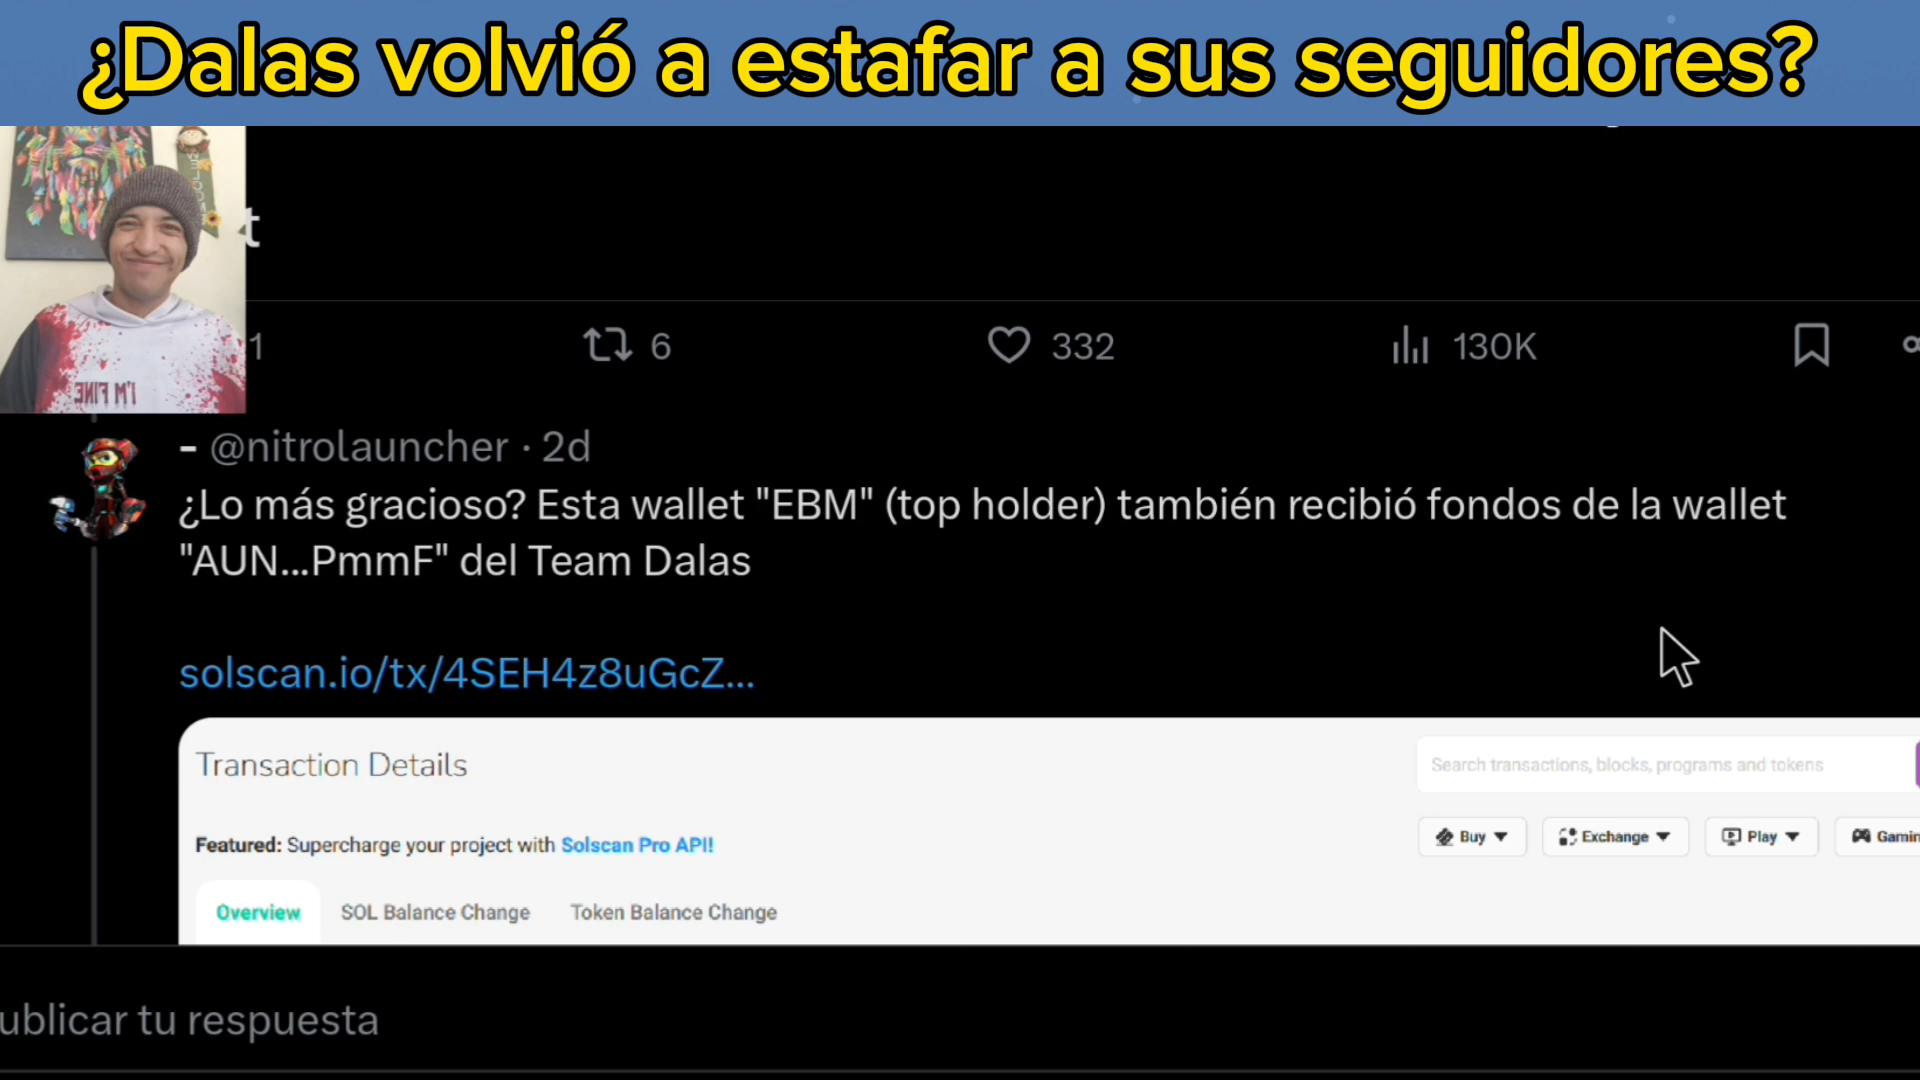 ¿Dalas volvió a estafar a sus seguidores?
t
I'M FINE
1 6 332 130K
- @nitrolauncher · 2d
¿Lo más gracioso? Esta wallet "EBM" (top holder) también recibió fondos de la wallet
"AUN...PmmF" del Team Dalas
solscan.io/tx/4SEH4z8uGcZ...
Transaction Details
Search transactions, blocks, programs and tokens
Featured: Supercharge your project with Solscan Pro API!
Buy Exchange Play Gamin
Overview SOL Balance Change Token Balance Change
ublicar tu respuesta